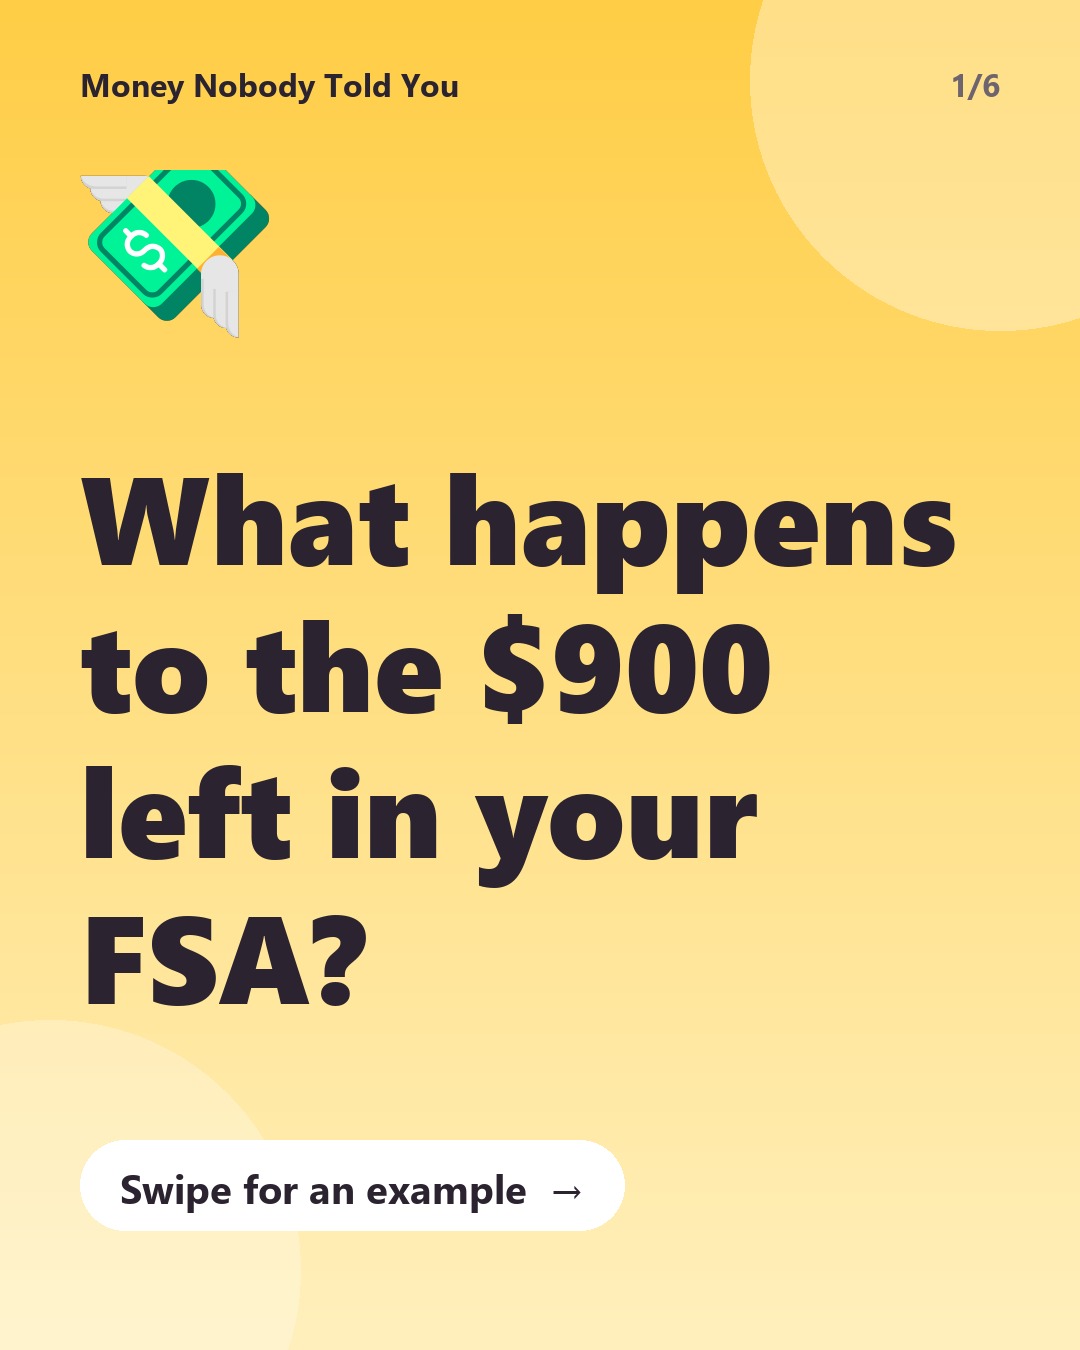 Money Nobody Told You
1/6
$
What happens
to the $900
left in your
FSA?
Swipe for an example →